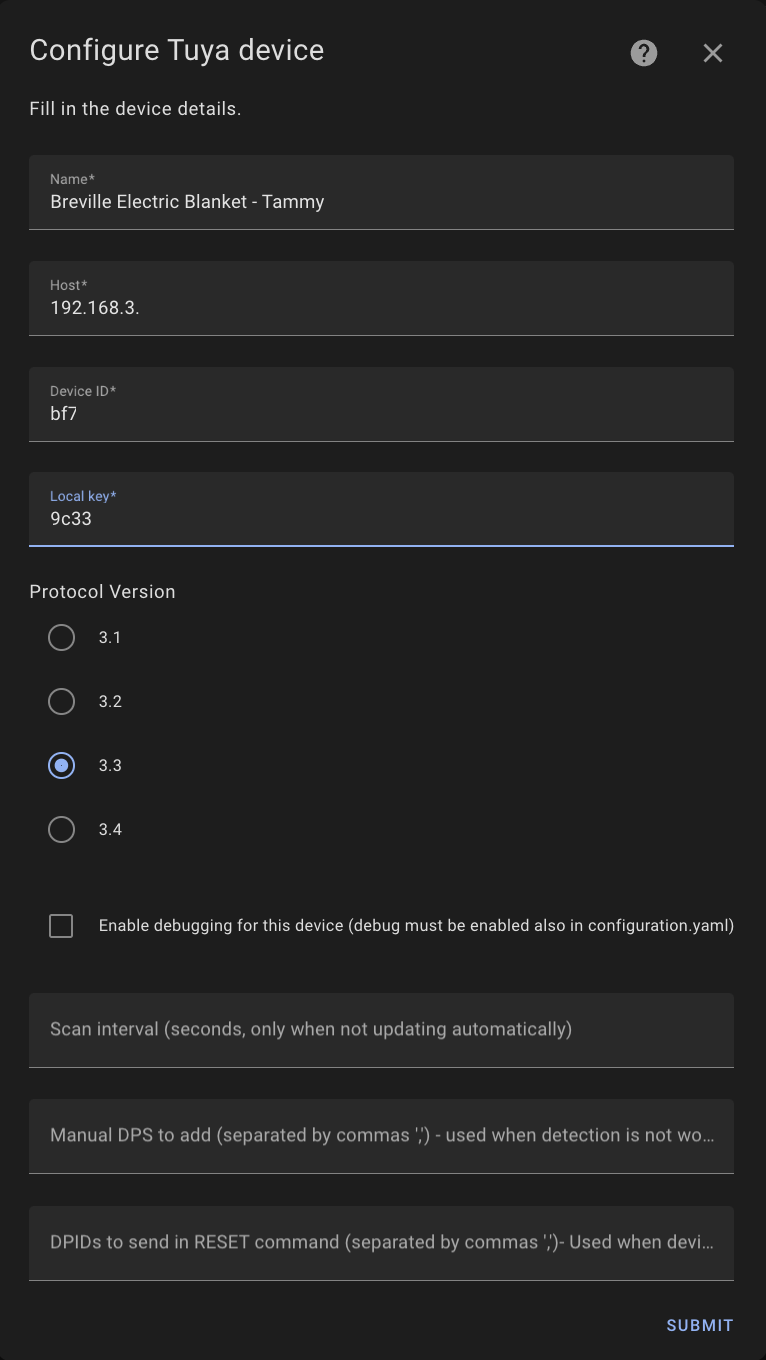 Configure Tuya device
Fill in the device details.
Name*
Breville Electric Blanket - Tammy
Host*
192.168.3.
Device ID*
bf7
Local key*
9c33
Protocol Version
3.1
3.2
3.3
3.4
Enable debugging for this device (debug must be enabled also in configuration.yaml)
Scan interval (seconds, only when not updating automatically)
Manual DPS to add (separated by commas ',') - used when detection is not wo...
DPIDs to send in RESET command (separated by commas ',')- Used when devi...
SUBMIT